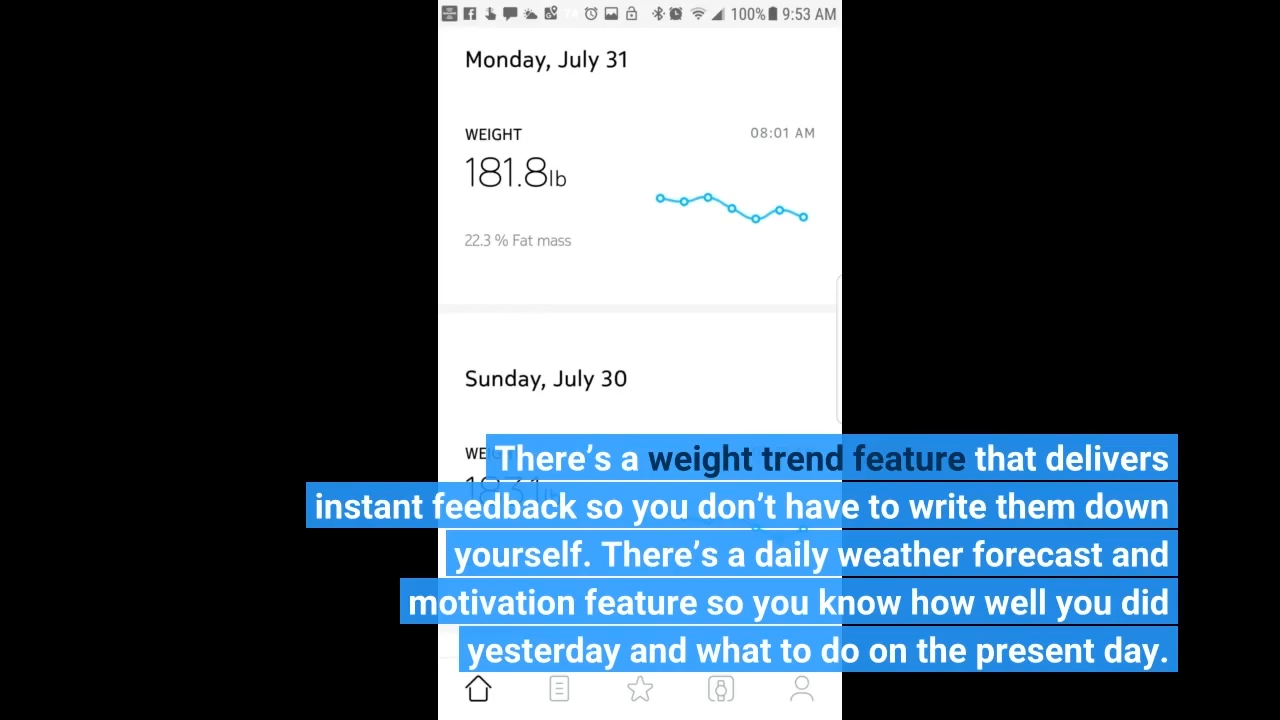 100% 9:53 AM
Monday, July 31
WEIGHT
08:01 AM
181.8lb
22.3 % Fat mass
Sunday, July 30
There’s a weight trend feature that delivers
instant feedback so you don’t have to write them down
yourself. There’s a daily weather forecast and
motivation feature so you know how well you did
yesterday and what to do on the present day.